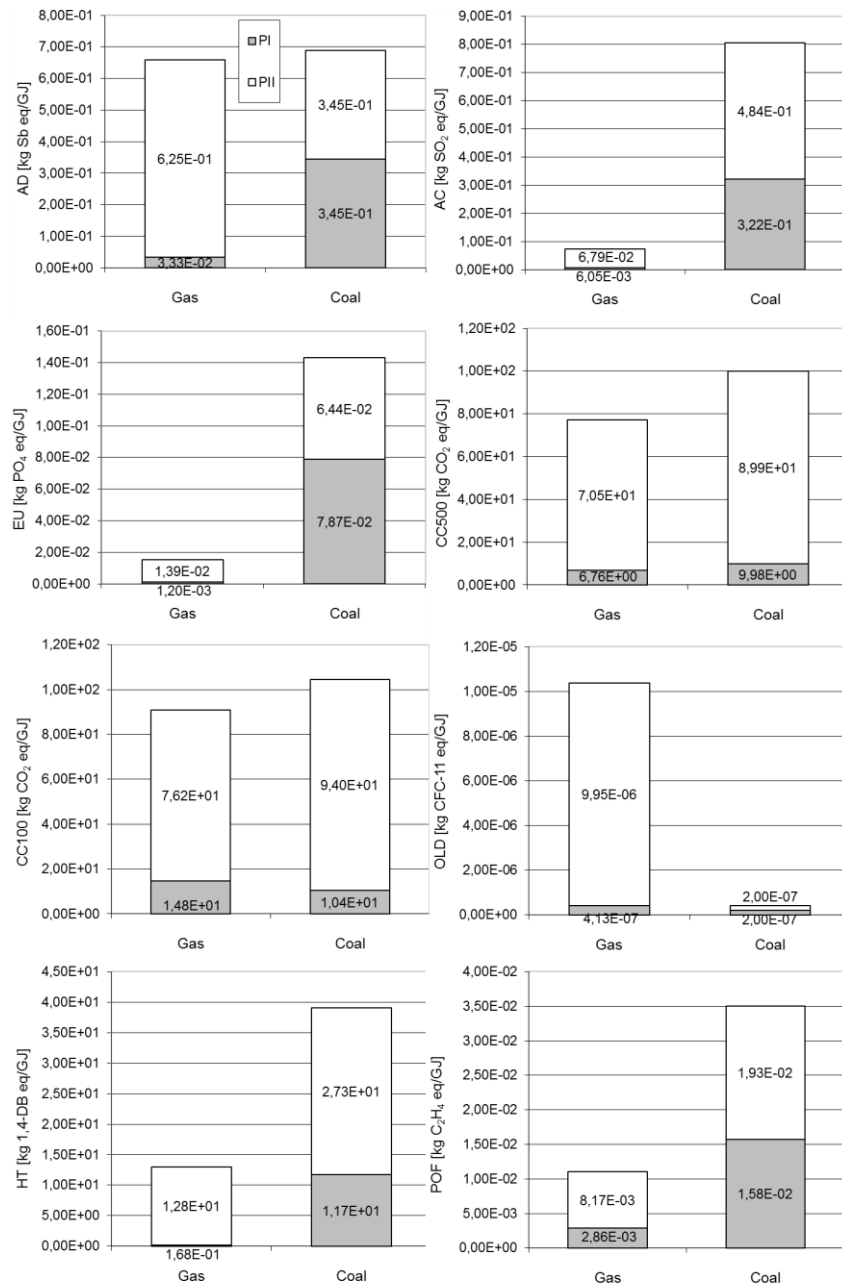 AD [kg Sb eq/GJ]
8,00E-01
7,00E-01
6,00E-01
5,00E-01
4,00E-01
3,00E-01
2,00E-01
1,00E-01
0,00E+00
PI
PII
6,25E-01
3,33E-02
3,45E-01
3,45E-01
Gas
Coal
AC [kg SO₂ eq/GJ]
9,00E-01
8,00E-01
7,00E-01
6,00E-01
5,00E-01
4,00E-01
3,00E-01
2,00E-01
1,00E-01
0,00E+00
6,79E-02
6,05E-03
4,84E-01
3,22E-01
Gas
Coal
EU [kg PO₄ eq/GJ]
1,60E-01
1,40E-01
1,20E-01
1,00E-01
8,00E-02
6,00E-02
4,00E-02
2,00E-02
0,00E+00
1,39E-02
1,20E-03
6,44E-02
7,87E-02
Gas
Coal
CC500 [kg CO₂ eq/GJ]
1,20E+02
1,00E+02
8,00E+01
6,00E+01
4,00E+01
2,00E+01
0,00E+00
7,05E+01
6,76E+00
8,99E+01
9,98E+00
Gas
Coal
CC100 [kg CO₂ eq/GJ]
1,20E+02
1,00E+02
8,00E+01
6,00E+01
4,00E+01
2,00E+01
0,00E+00
7,62E+01
1,48E+01
9,40E+01
1,04E+01
Gas
Coal
OLD [kg CFC-11 eq/GJ]
1,20E-05
1,00E-05
8,00E-06
6,00E-06
4,00E-06
2,00E-06
0,00E+00
9,95E-06
4,13E-07
2,00E-07
2,00E-07
Gas
Coal
HT [kg 1,4-DB eq/GJ]
4,50E+01
4,00E+01
3,50E+01
3,00E+01
2,50E+01
2,00E+01
1,50E+01
1,00E+01
5,00E+00
0,00E+00
1,28E+01
1,68E-01
2,73E+01
1,17E+01
Gas
Coal
POF [kg C₂H₄ eq/GJ]
4,00E-02
3,50E-02
3,00E-02
2,50E-02
2,00E-02
1,50E-02
1,00E-02
5,00E-03
0,00E+00
8,17E-03
2,86E-03
1,93E-02
1,58E-02
Gas
Coal